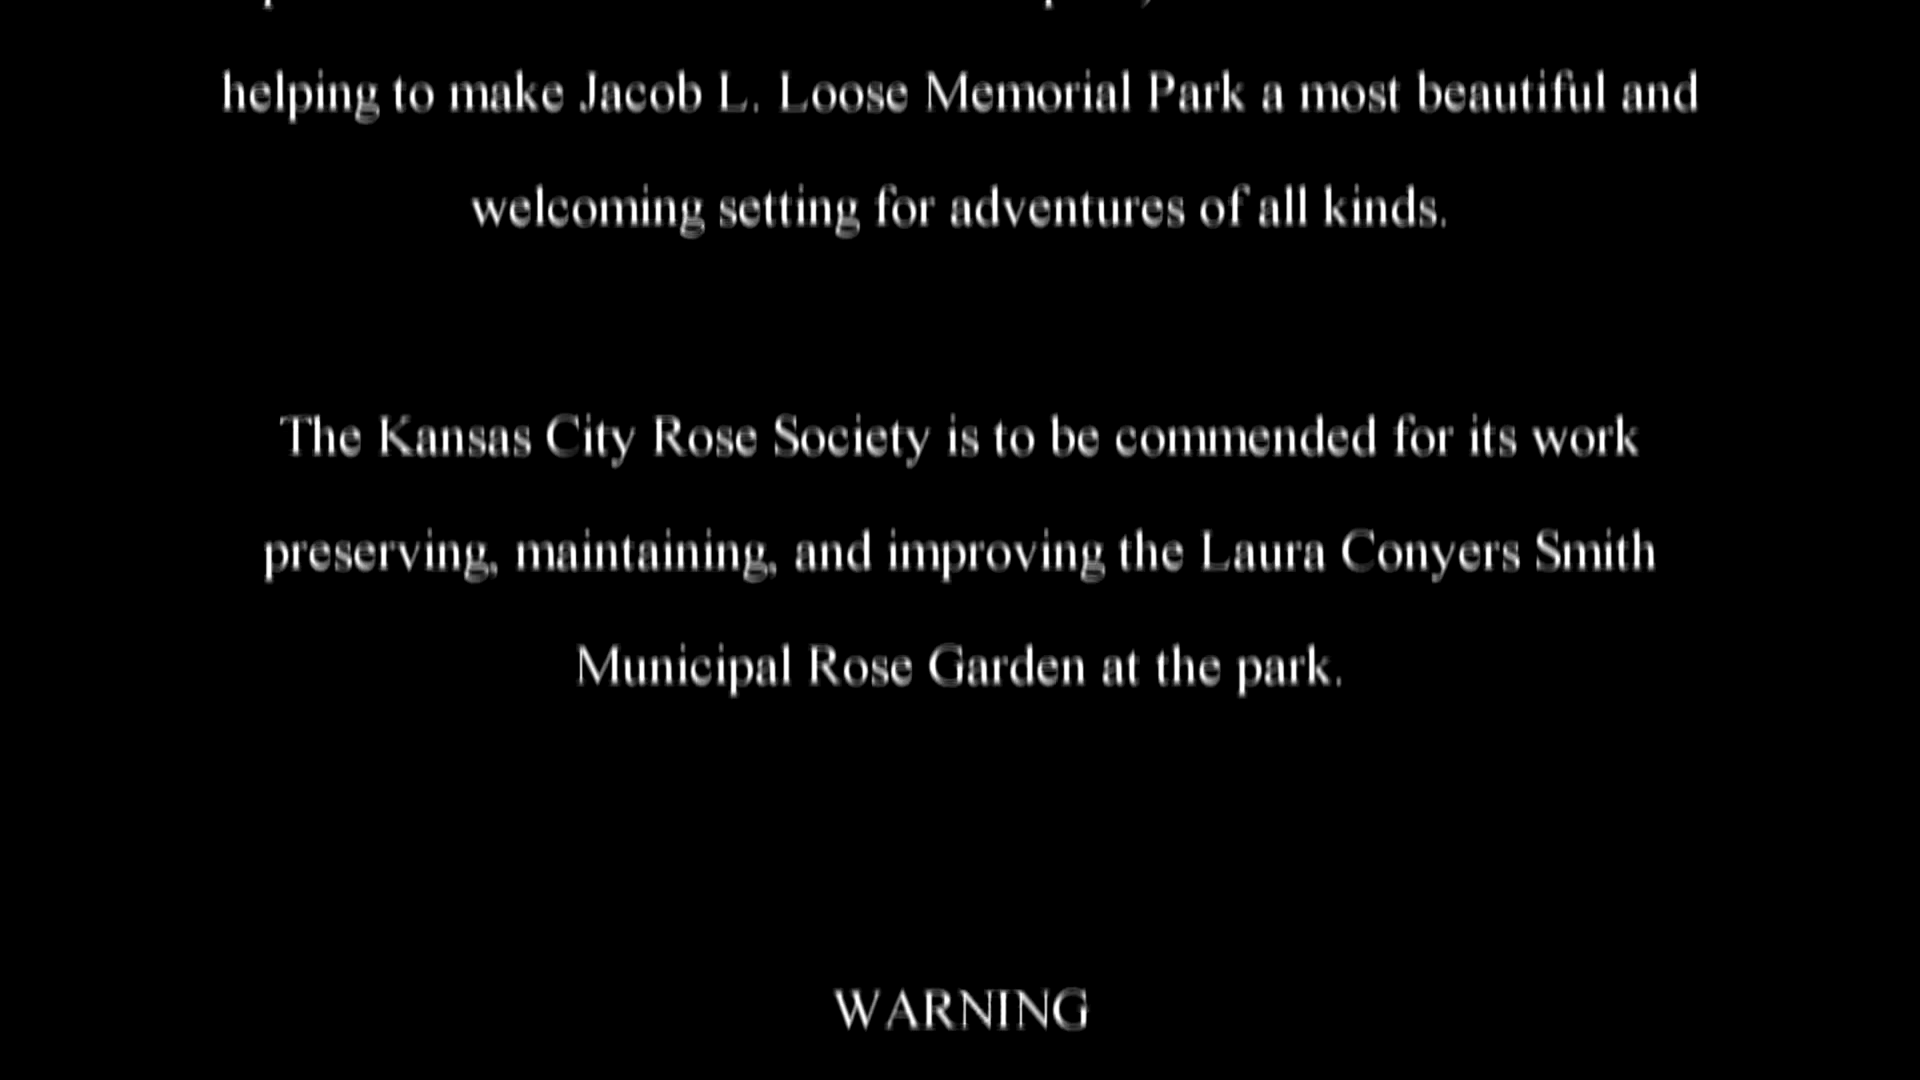 helping to make Jacob L. Loose Memorial Park a most beautiful and
welcoming setting for adventures of all kinds.
The Kansas City Rose Society is to be commended for its work
preserving, maintaining, and improving the Laura Conyers Smith
Municipal Rose Garden at the park.
WARNING